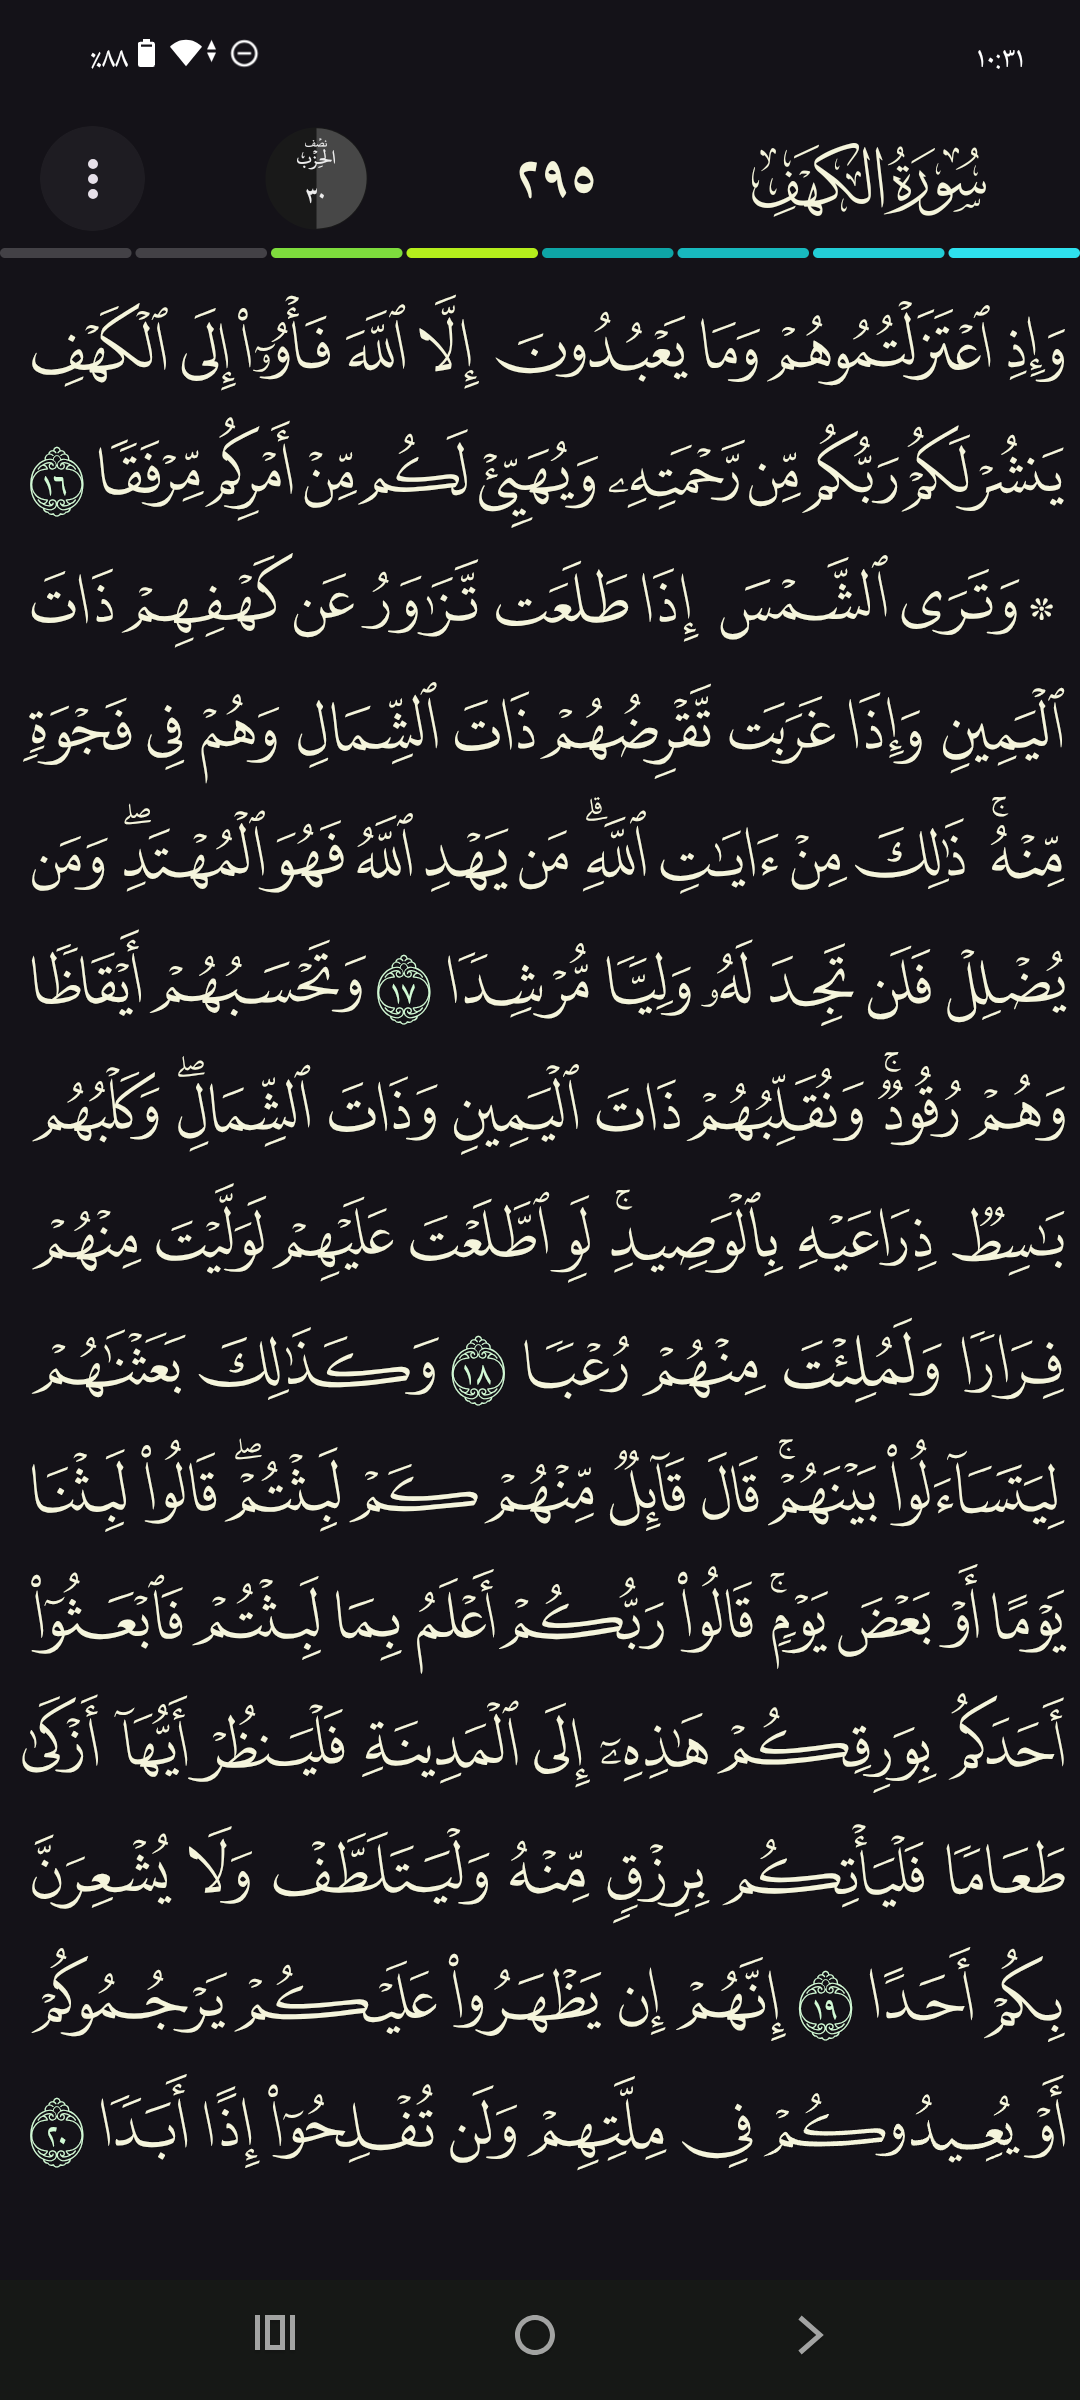 ١٠:٣١
٪٨٨
سُورَةُ الكَهْفِ
٢٩٥
نصف
الحزب
٣٠
وَإِذِ ٱعۡتَزَلۡتُمُوهُمۡ وَمَا يَعۡبُدُونَ إِلَّا ٱللَّهَ فَأۡوُۥٓاْ إِلَى ٱلۡكَهۡفِ
يَنشُرۡ لَكُمۡ رَبُّكُم مِّن رَّحۡمَتِهِۦ وَيُهَيِّئۡ لَكُم مِّنۡ أَمۡرِكُم مِّرۡفَقٗا ١٦
۞ وَتَرَى ٱلشَّمۡسَ إِذَا طَلَعَت تَّزَٰوَرُ عَن كَهۡفِهِمۡ ذَاتَ
ٱلۡيَمِينِ وَإِذَا غَرَبَت تَّقۡرِضُهُمۡ ذَاتَ ٱلشِّمَالِ وَهُمۡ فِي فَجۡوَةٖ
مِّنۡهُۚ ذَٰلِكَ مِنۡ ءَايَٰتِ ٱللَّهِۗ مَن يَهۡدِ ٱللَّهُ فَهُوَ ٱلۡمُهۡتَدِۖ وَمَن
يُضۡلِلۡ فَلَن تَجِدَ لَهُۥ وَلِيّٗا مُّرۡشِدٗا ١٧ وَتَحۡسَبُهُمۡ أَيۡقَاظٗا
وَهُمۡ رُقُودٞۚ وَنُقَلِّبُهُمۡ ذَاتَ ٱلۡيَمِينِ وَذَاتَ ٱلشِّمَالِۖ وَكَلۡبُهُم
بَٰسِطٞ ذِرَاعَيۡهِ بِٱلۡوَصِيدِۚ لَوِ ٱطَّلَعۡتَ عَلَيۡهِمۡ لَوَلَّيۡتَ مِنۡهُمۡ
فِرَارٗا وَلَمُلِئۡتَ مِنۡهُمۡ رُعۡبٗا ١٨ وَكَذَٰلِكَ بَعَثۡنَٰهُمۡ
لِيَتَسَآءَلُواْ بَيۡنَهُمۡۚ قَالَ قَآئِلٞ مِّنۡهُمۡ كَمۡ لَبِثۡتُمۡۖ قَالُواْ لَبِثۡنَا
يَوۡمًا أَوۡ بَعۡضَ يَوۡمٖۚ قَالُواْ رَبُّكُمۡ أَعۡلَمُ بِمَا لَبِثۡتُمۡ فَٱبۡعَثُوٓاْ
أَحَدَكُم بِوَرِقِكُمۡ هَٰذِهِۦٓ إِلَى ٱلۡمَدِينَةِ فَلۡيَنظُرۡ أَيُّهَآ أَزۡكَىٰ
طَعَامٗا فَلۡيَأۡتِكُم بِرِزۡقٖ مِّنۡهُ وَلۡيَتَلَطَّفۡ وَلَا يُشۡعِرَنَّ
بِكُمۡ أَحَدًا ١٩ إِنَّهُمۡ إِن يَظۡهَرُواْ عَلَيۡكُمۡ يَرۡجُمُوكُمۡ
أَوۡ يُعِيدُوكُمۡ فِي مِلَّتِهِمۡ وَلَن تُفۡلِحُوٓاْ إِذًا أَبَدٗا ٢٠